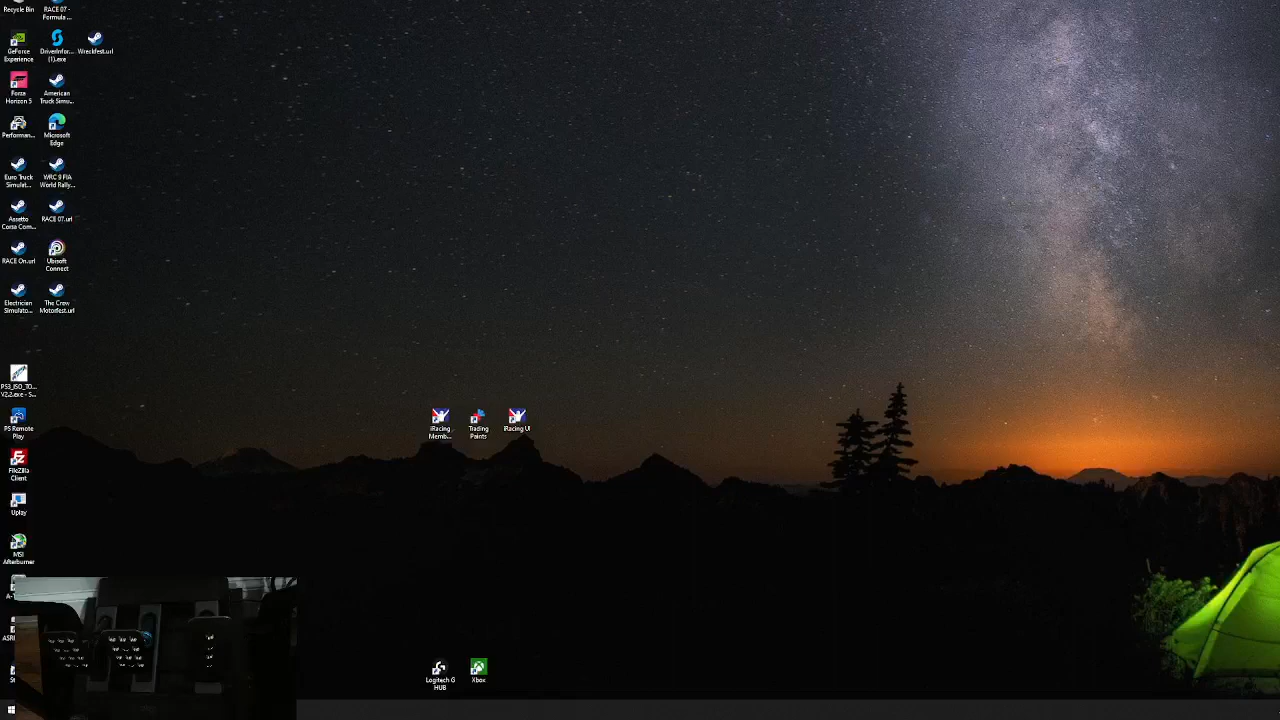 Recycle Bin
RACE 07 -
Formula ...
GeForce
Experience
DriverInfor...
(1).exe
Wreckfest.url
Forza
Horizon 5
American
Truck Simu...
Performan...
Microsoft
Edge
Euro Truck
Simulat...
WRC 9 FIA
World Rally...
Assetto
Corsa Com...
RACE 07.url
RACE On.url
Ubisoft
Connect
Electrician
Simulato...
The Crew
Motorfest.url
PS3_ISO_TO...
V2.2.exe - S...
PS Remote
Play
iRacing
Memb...
Trading
Paints
iRacing UI
FileZilla
Client
Uplay
MSI
Afterburner
Logitech G
HUB
Xbox